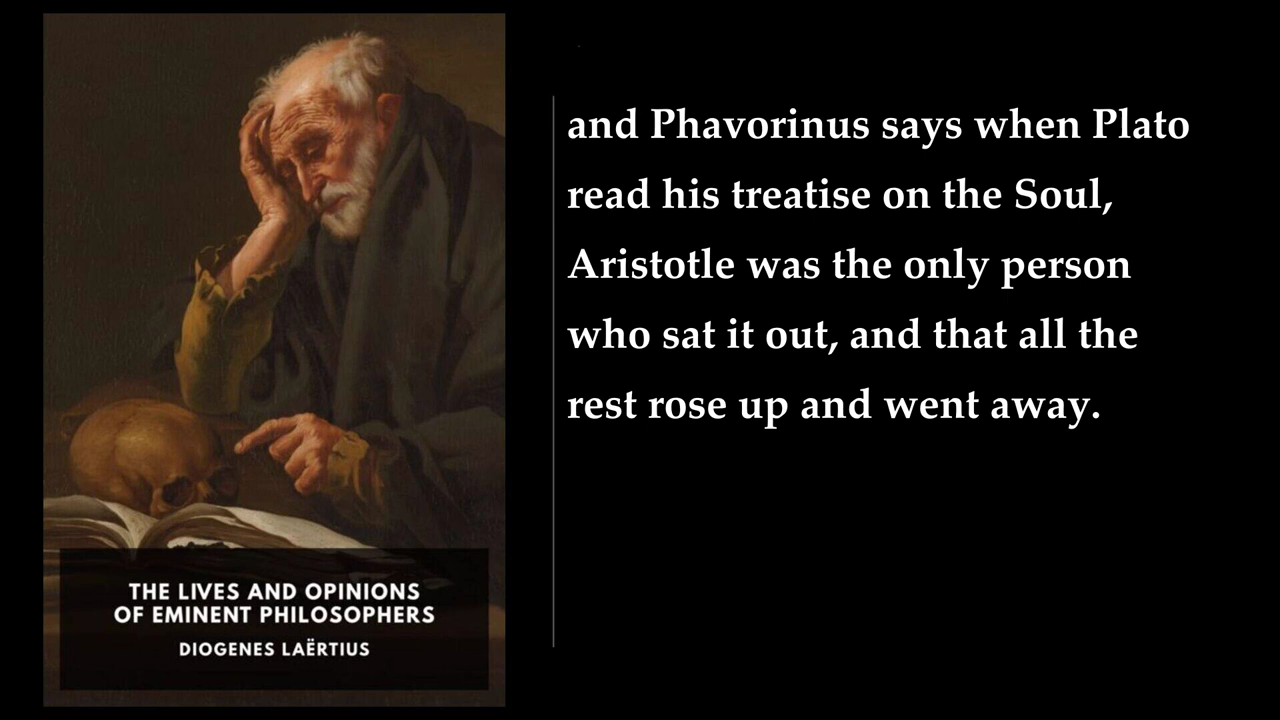 THE LIVES AND OPINIONS
OF EMINENT PHILOSOPHERS
DIOGENES LAËRTIUS
and Phavorinus says when Plato
read his treatise on the Soul,
Aristotle was the only person
who sat it out, and that all the
rest rose up and went away.